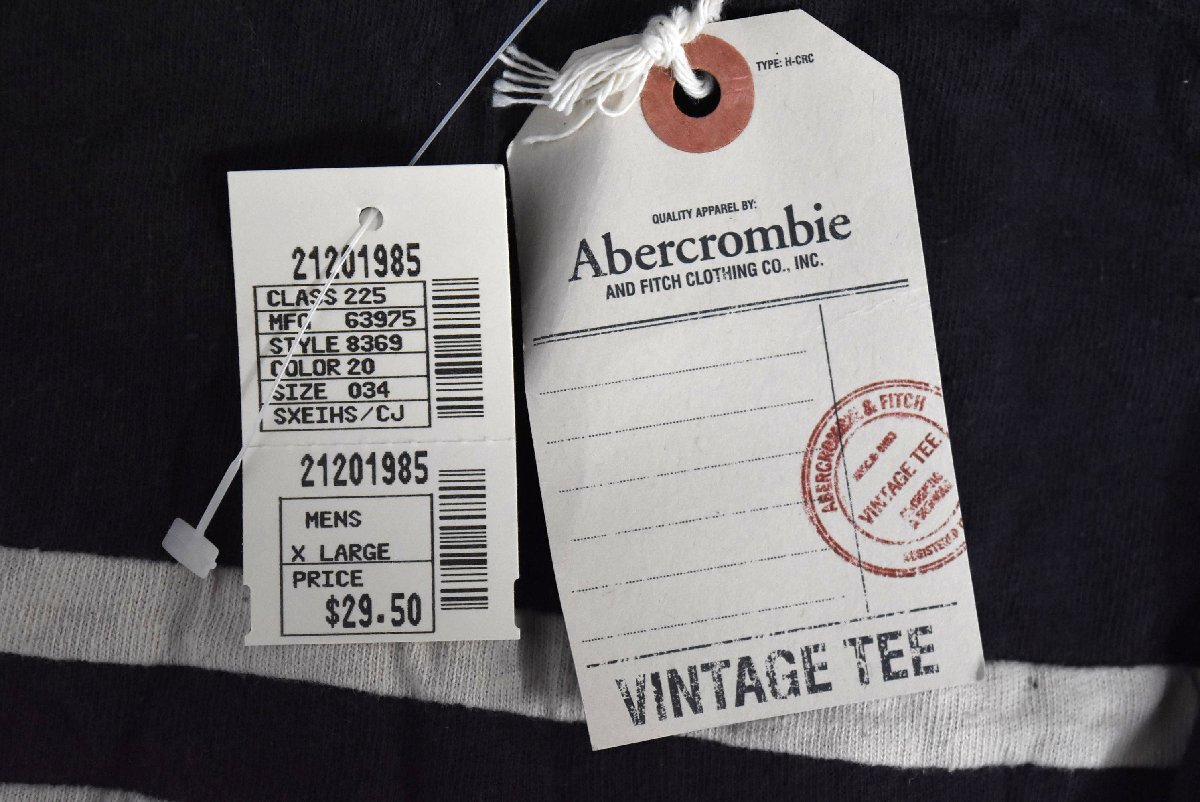 21201985
CLASS 225
MFG 63975
STYLE 8369
COLOR 20
SIZE 034
SXEIHS/CJ
21201985
MENS
X LARGE
PRICE
$29.50
TYPE: H-CRC
QUALITY APPAREL BY:
Abercrombie
AND FITCH CLOTHING CO., INC.
ABERCROMBIE & FITCH
VINTAGE TEE
REGISTERED
VINTAGE TEE